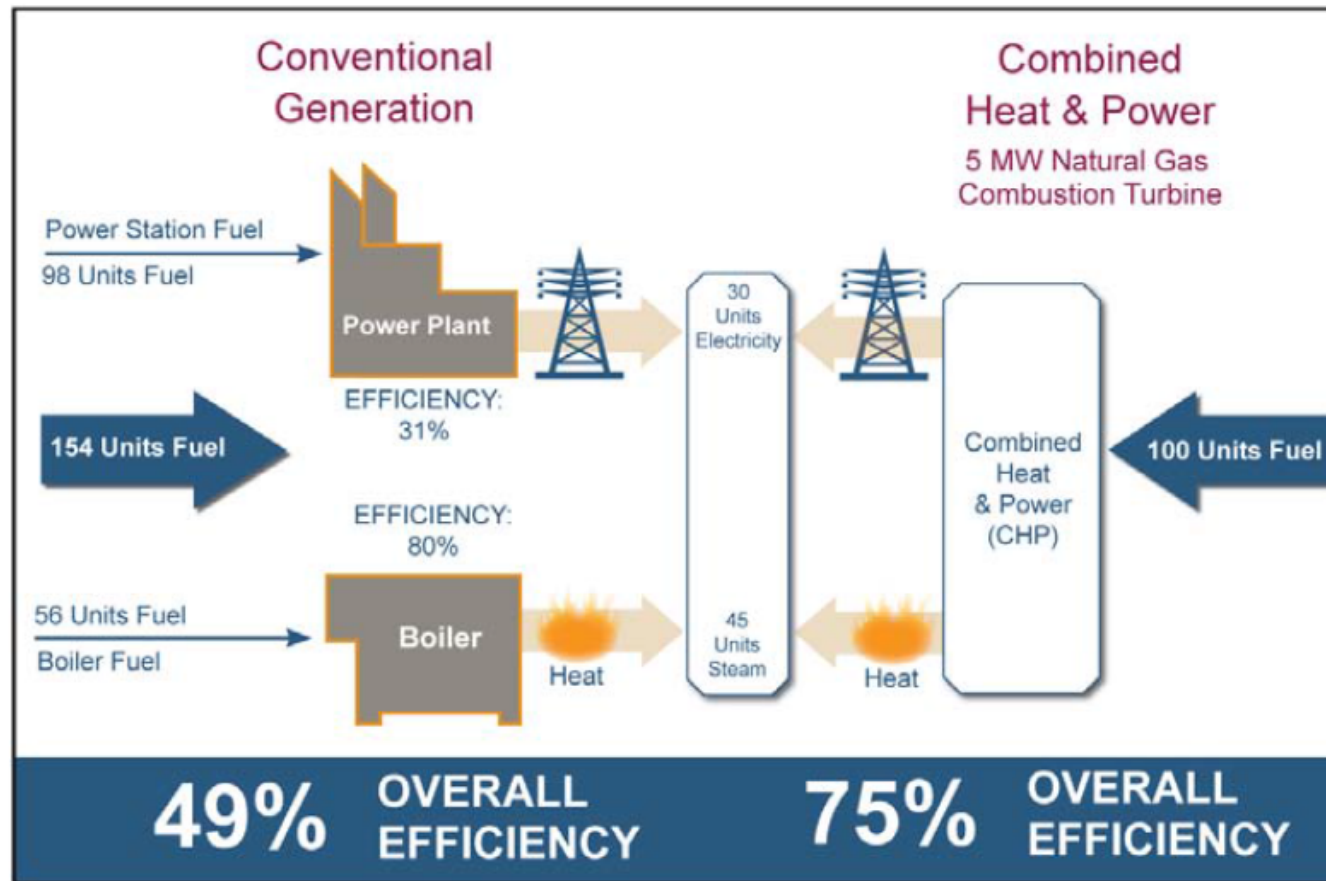 Conventional
Generation
Combined
Heat & Power
5 MW Natural Gas
Combustion Turbine
Power Station Fuel
98 Units Fuel
Power Plant
EFFICIENCY:
31%
30
Units
Electricity
154 Units Fuel
Combined
Heat
& Power
(CHP)
100 Units Fuel
EFFICIENCY:
80%
56 Units Fuel
Boiler Fuel
Boiler
Heat
45
Units
Steam
Heat
49%
OVERALL
EFFICIENCY
75%
OVERALL
EFFICIENCY